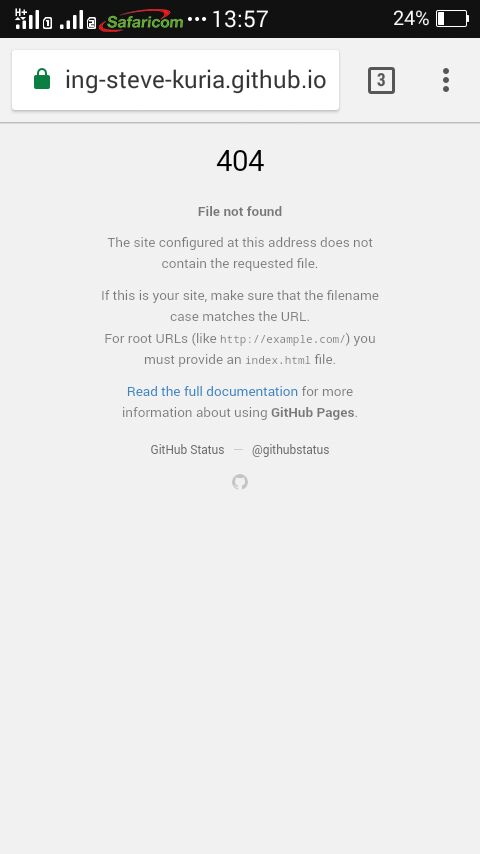 H+ 1 2 Safaricom ... 13:57 24%
ing-steve-kuria.github.io 3
404
File not found
The site configured at this address does not
contain the requested file.
If this is your site, make sure that the filename
case matches the URL.
For root URLs (like http://example.com/) you
must provide an index.html file.
Read the full documentation for more
information about using GitHub Pages.
GitHub Status — @githubstatus